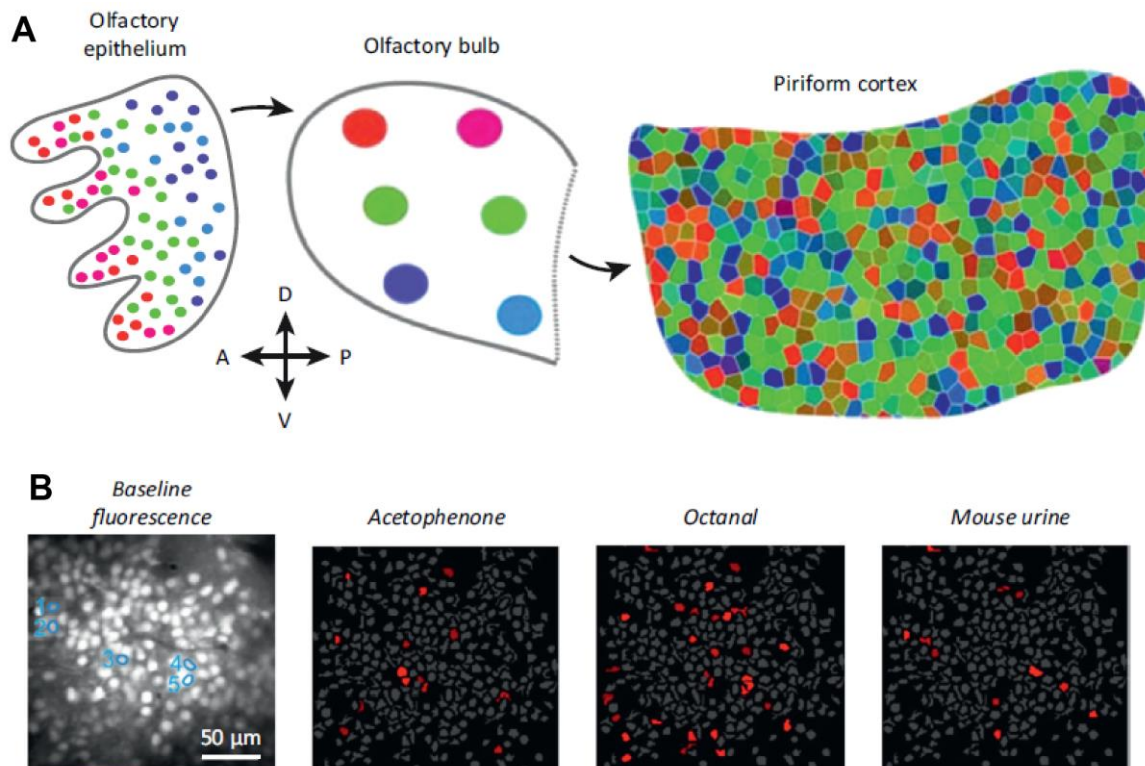 A
Olfactory
epithelium
Olfactory bulb
Piriform cortex
D
A P
V
B
Baseline
fluorescence
Acetophenone
Octanal
Mouse urine
1
2
3
4
5
50 μm